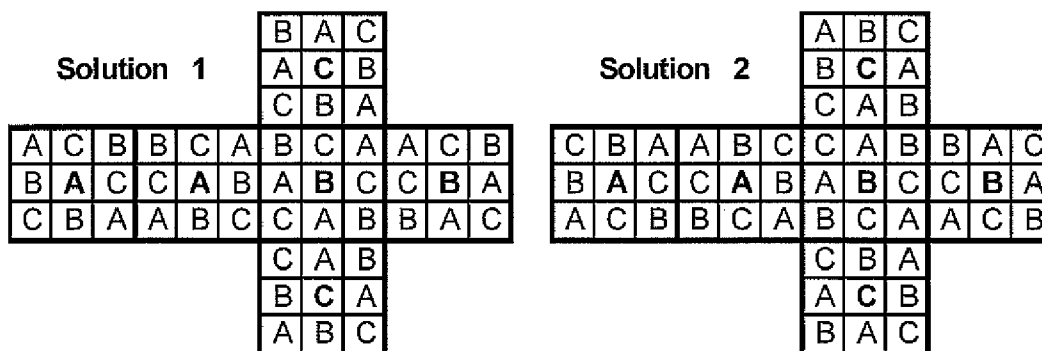 B A C A B C
Solution 1 A C B Solution 2 B C A
C B A C A B
A C B B C A B C A A C B C B A A B C C A B B A C
B A C C A B A B C C B A B A C C A B A B C C B A
C B A A B C C A B B A C A C B B C A B C A A C B
C A B C B A
B C A A C B
A B C B A C